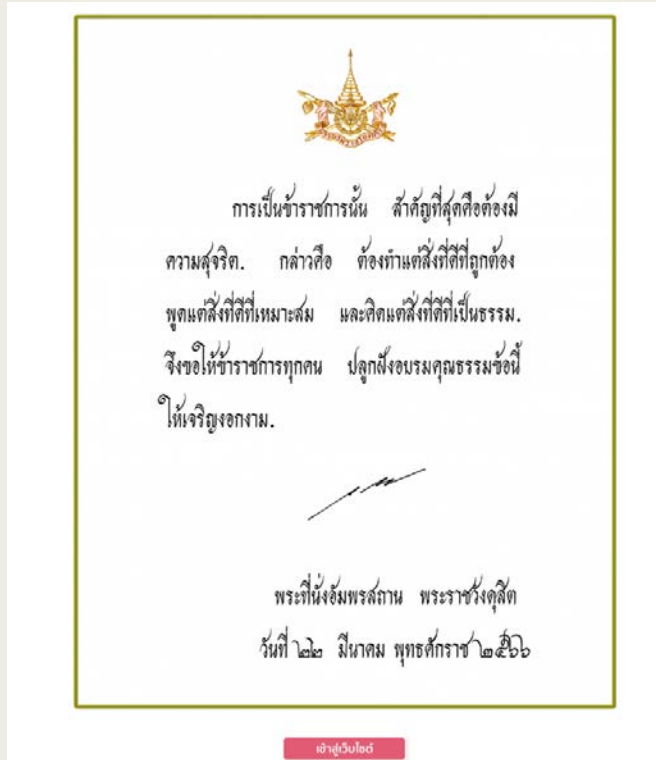 การเป็นข้าราชการนั้น สำคัญที่สุดคือต้องมี
ความสุจริต. กล่าวคือ ต้องทำแต่สิ่งที่ดีที่ถูกต้อง
พูดแต่สิ่งที่ดีที่เหมาะสม และคิดแต่สิ่งที่ดีที่เป็นธรรม.
จึงขอให้ข้าราชการทุกคน ปลูกฝังอบรมคุณธรรมข้อนี้
ให้เจริญงอกงาม.
พระที่นั่งอัมพรสถาน พระราชวังดุสิต
วันที่ ๒๒ มีนาคม พุทธศักราช ๒๕๖๖
เข้าสู่เว็บไซต์